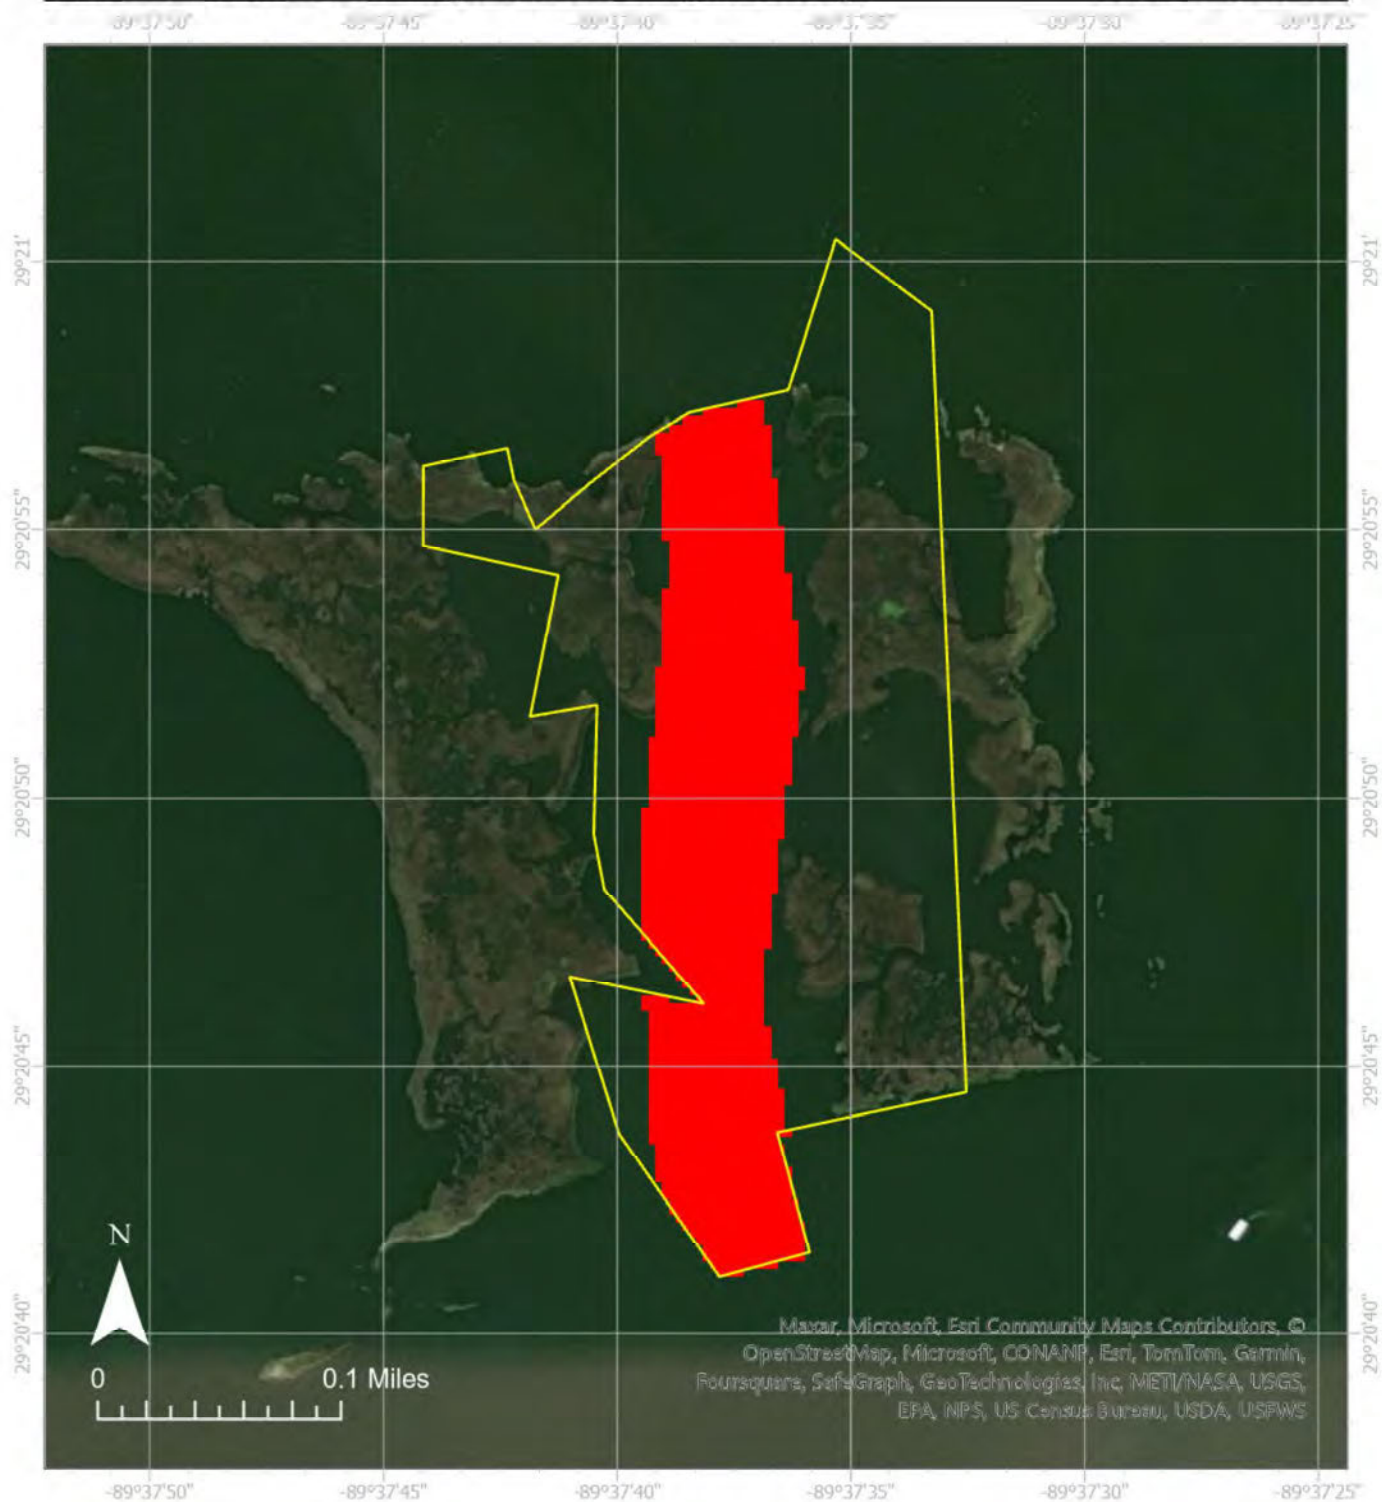 -89°37'50" -89°37'45" -89°37'40" -89°37'35" -89°37'30" -89°37'25"
29°21' 29°21'
29°20'55" 29°20'55"
29°20'50" 29°20'50"
29°20'45" 29°20'45"
29°20'40" 29°20'40"
N
0 0.1 Miles
Maxar, Microsoft, Esri Community Maps Contributors, ©
OpenStreetMap, Microsoft, CONANP, Esri, TomTom, Garmin,
Foursquare, SafeGraph, GeoTechnologies, Inc, METI/NASA, USGS,
EPA, NPS, US Census Bureau, USDA, USFWS
-89°37'50" -89°37'45" -89°37'40" -89°37'35" -89°37'30" -89°37'25"